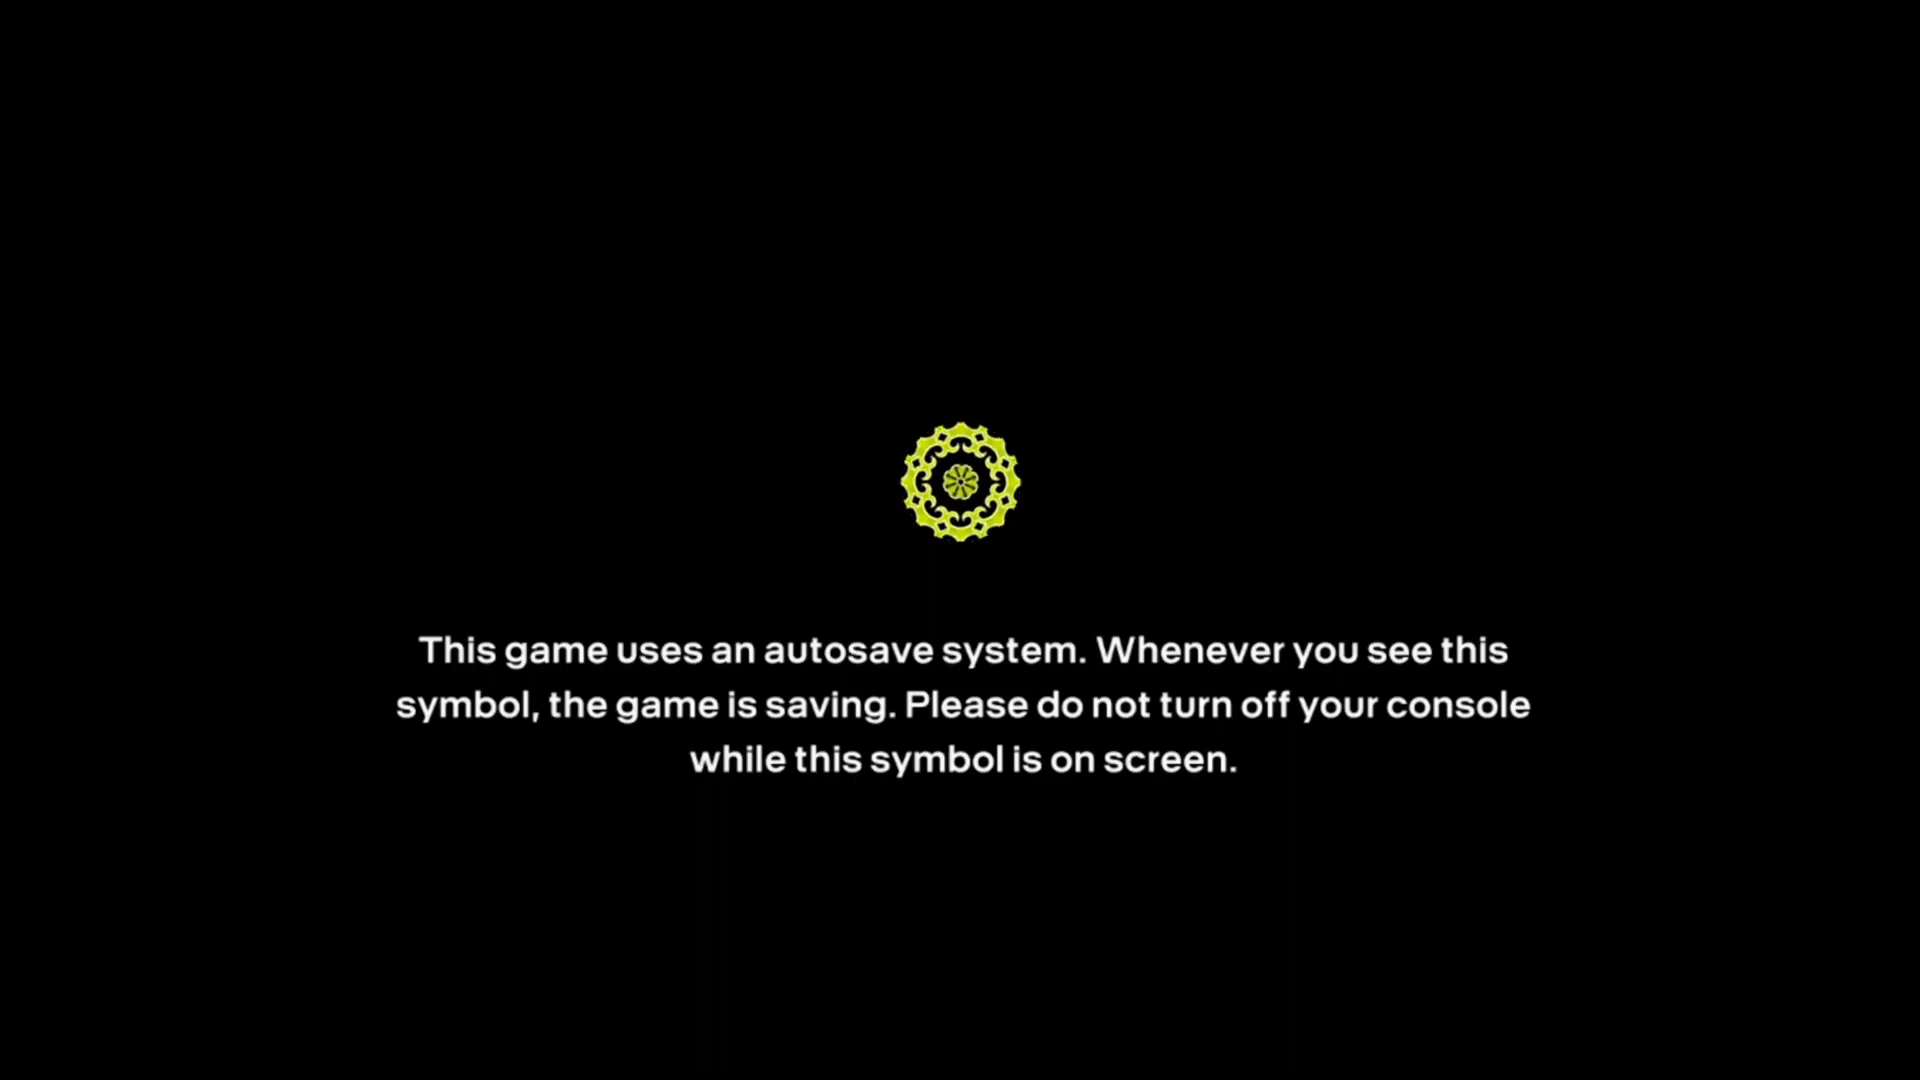 This game uses an autosave system. Whenever you see this
symbol, the game is saving. Please do not turn off your console
while this symbol is on screen.